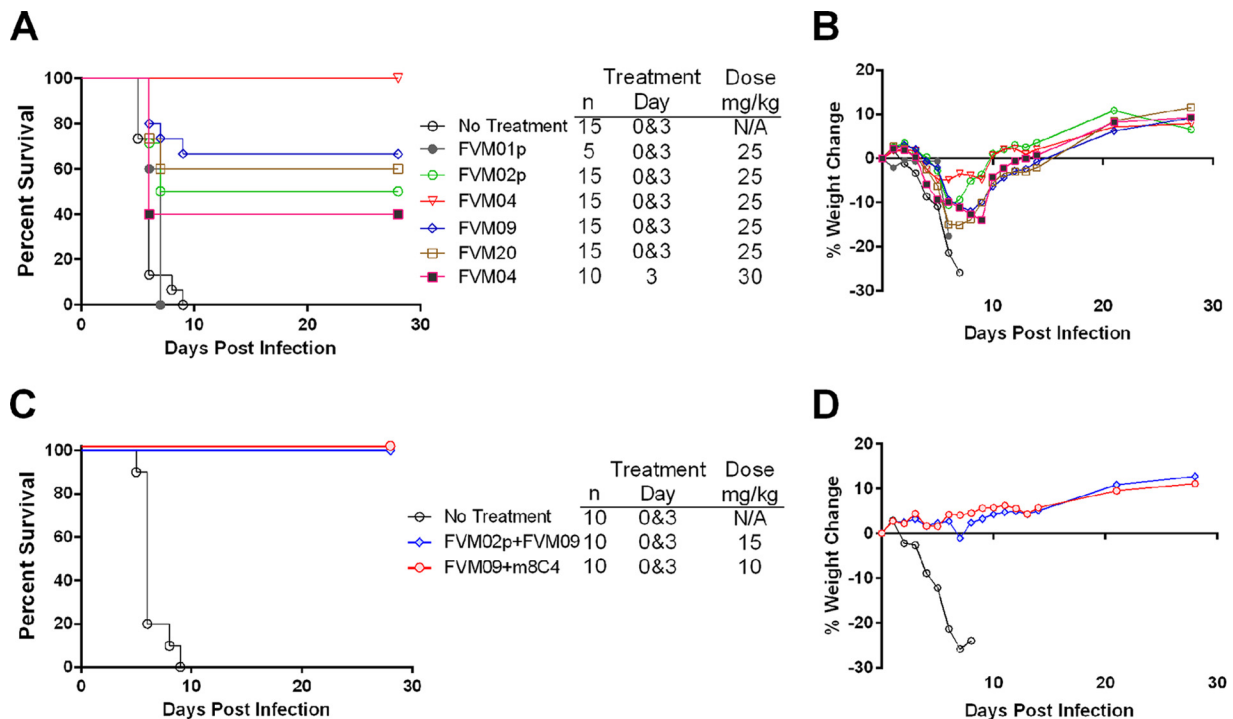 A
Percent Survival
100
80
60
40
20
0
0 10 20 30
Days Post Infection
Treatment Dose
n Day mg/kg
No Treatment 15 0&3 N/A
FVM01p 5 0&3 25
FVM02p 15 0&3 25
FVM04 15 0&3 25
FVM09 15 0&3 25
FVM20 15 0&3 25
FVM04 10 3 30
B
% Weight Change
20
10
0
-10
-20
-30
10 20 30
Days Post Infection
C
Percent Survival
100
80
60
40
20
0
0 10 20 30
Days Post Infection
Treatment Dose
n Day mg/kg
No Treatment 10 0&3 N/A
FVM02p+FVM09 10 0&3 15
FVM09+m8C4 10 0&3 10
D
% Weight Change
20
10
0
-10
-20
-30
10 20 30
Days Post Infection